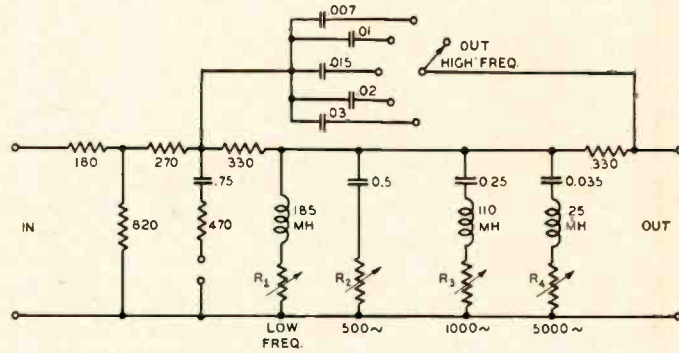 .007
.01
.015
.02
.03
OUT
HIGH FREQ.
180
270
330
.330
.75
0.5
0.25
0.035
IN
820
470
185
MH
110
MH
25
MH
OUT
R1
R2
R3
R4
LOW
FREQ.
500~
1000~
5000~